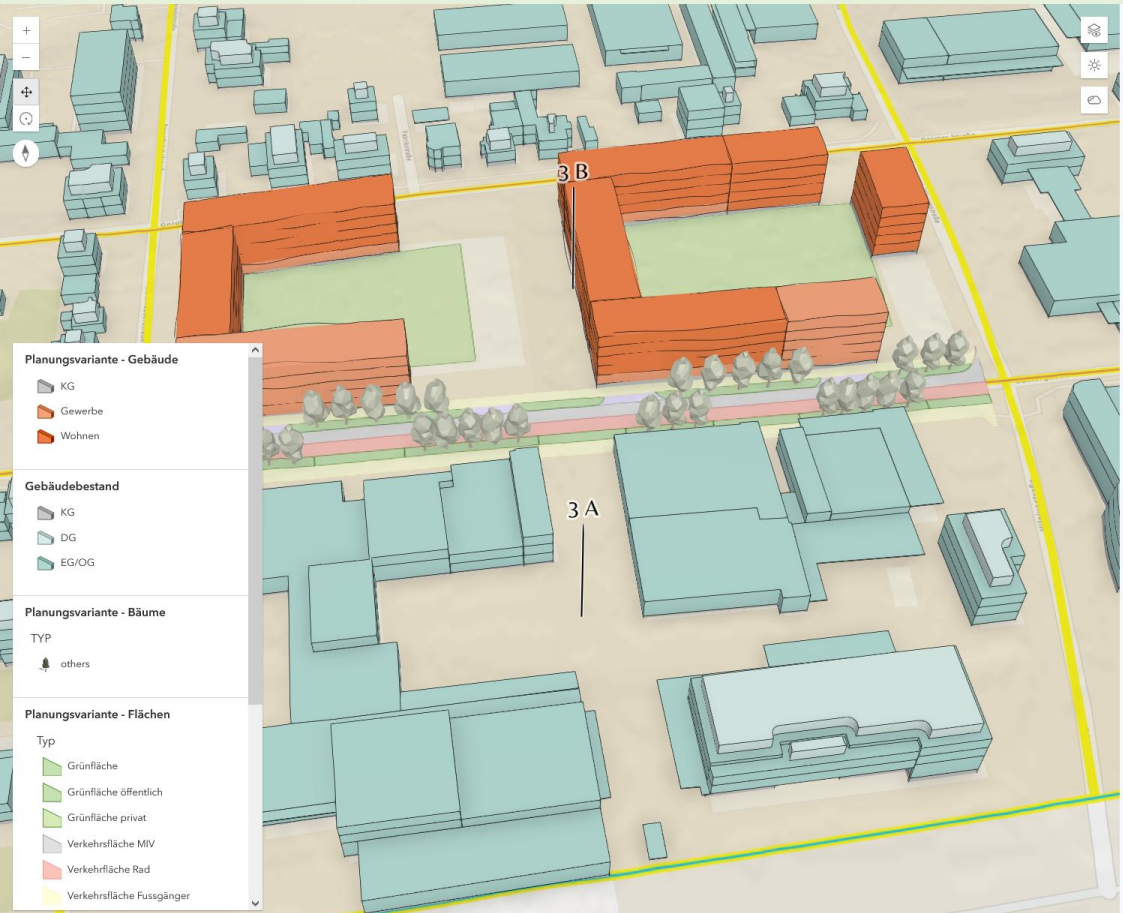 3 B
3 A
Planungsvariante - Gebäude
KG
Gewerbe
Wohnen
Gebäudebestand
KG
DG
EG/OG
Planungsvariante - Bäume
TYP
others
Planungsvariante - Flächen
Typ
Grünfläche
Grünfläche öffentlich
Grünfläche privat
Verkehrsfläche MIV
Verkehrfläche Rad
Verkehrsfläche Fussgänger